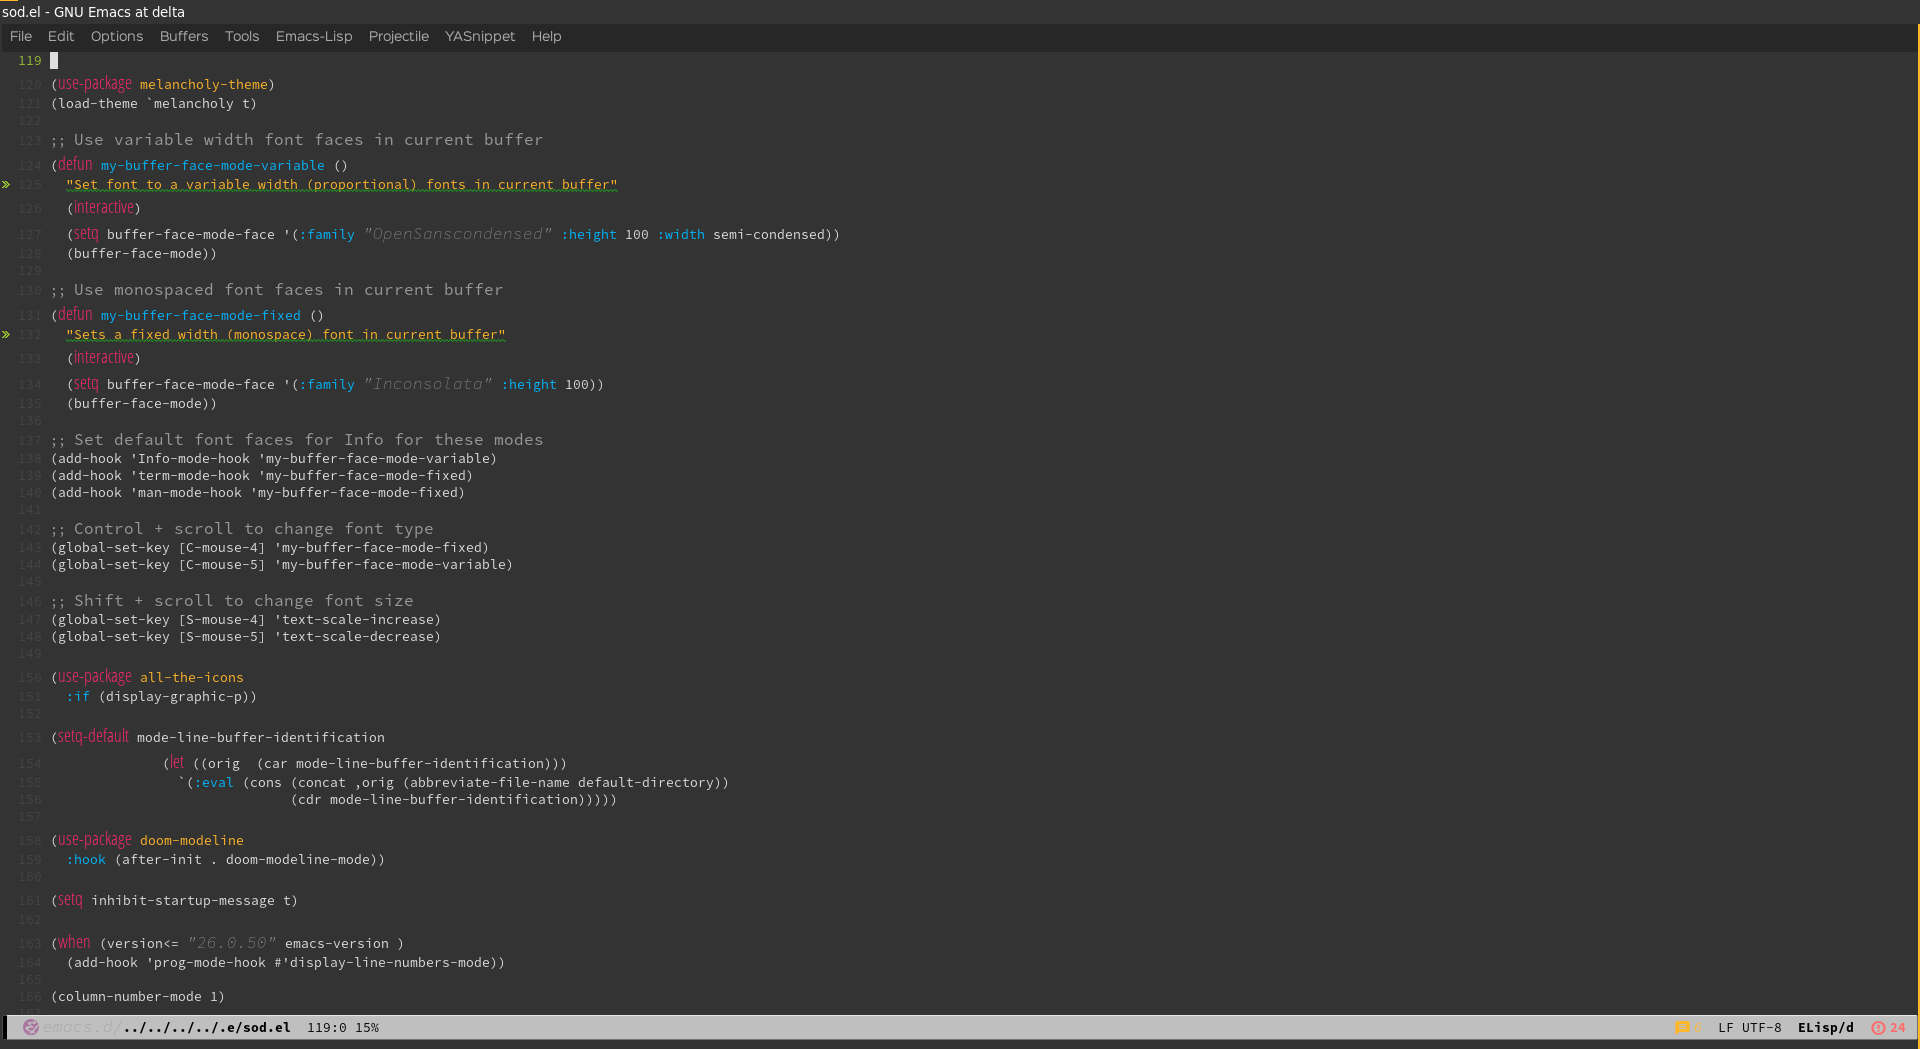 sod.el - GNU Emacs at delta
File Edit Options Buffers Tools Emacs-Lisp Projectile YASnippet Help
119
120 (use-package melancholy-theme)
121 (load-theme `melancholy t)
122
123 ;; Use variable width font faces in current buffer
124 (defun my-buffer-face-mode-variable ()
» 125   "Set font to a variable width (proportional) fonts in current buffer"
126   (interactive)
127   (setq buffer-face-mode-face '(:family "OpenSanscondensed" :height 100 :width semi-condensed))
128   (buffer-face-mode))
129
130 ;; Use monospaced font faces in current buffer
131 (defun my-buffer-face-mode-fixed ()
» 132   "Sets a fixed width (monospace) font in current buffer"
133   (interactive)
134   (setq buffer-face-mode-face '(:family "Inconsolata" :height 100))
135   (buffer-face-mode))
136
137 ;; Set default font faces for Info for these modes
138 (add-hook 'Info-mode-hook 'my-buffer-face-mode-variable)
139 (add-hook 'term-mode-hook 'my-buffer-face-mode-fixed)
140 (add-hook 'man-mode-hook 'my-buffer-face-mode-fixed)
141
142 ;; Control + scroll to change font type
143 (global-set-key [C-mouse-4] 'my-buffer-face-mode-fixed)
144 (global-set-key [C-mouse-5] 'my-buffer-face-mode-variable)
145
146 ;; Shift + scroll to change font size
147 (global-set-key [S-mouse-4] 'text-scale-increase)
148 (global-set-key [S-mouse-5] 'text-scale-decrease)
149
150 (use-package all-the-icons
151   :if (display-graphic-p))
152
153 (setq-default mode-line-buffer-identification
154               (let ((orig  (car mode-line-buffer-identification)))
155                 `(:eval (cons (concat ,orig (abbreviate-file-name default-directory))
156                               (cdr mode-line-buffer-identification)))))
157
158 (use-package doom-modeline
159   :hook (after-init . doom-modeline-mode))
160
161 (setq inhibit-startup-message t)
162
163 (when (version<= "26.0.50" emacs-version )
164   (add-hook 'prog-mode-hook #'display-line-numbers-mode))
165
166 (column-number-mode 1)
emacs.d/../../../../.e/sod.el 119:0 15% LF UTF-8 ELisp/d 24